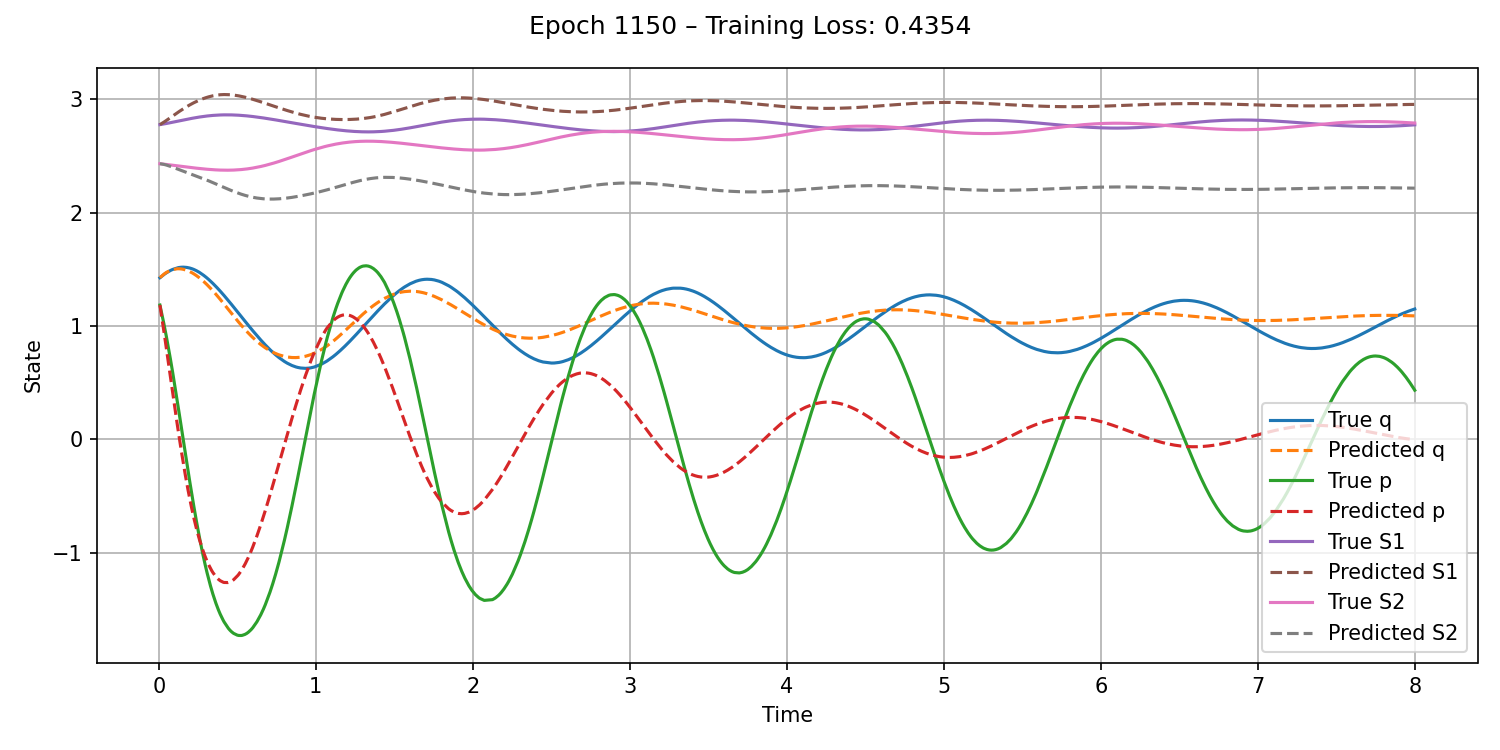 Epoch 1150 – Training Loss: 0.4354
State
3
2
1
0
−1
0 1 2 3 4 5 6 7 8
Time
True q
Predicted q
True p
Predicted p
True S1
Predicted S1
True S2
Predicted S2